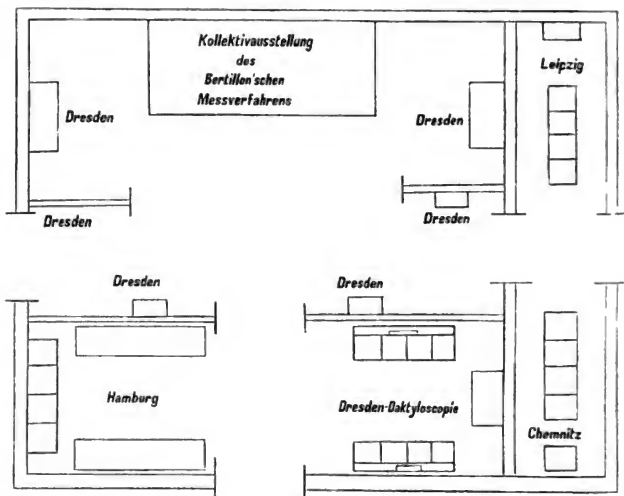 Kollektivausstellung
des
Bertillon'schen
Messverfahrens
Leipzig
Dresden
Dresden
Dresden
Dresden
Dresden
Dresden
Hamburg
Dresden-Daktyloscopie
Chemnitz